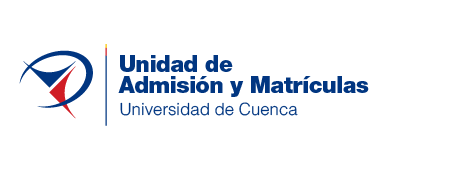 Unidad de
Admisión y Matrículas
Universidad de Cuenca